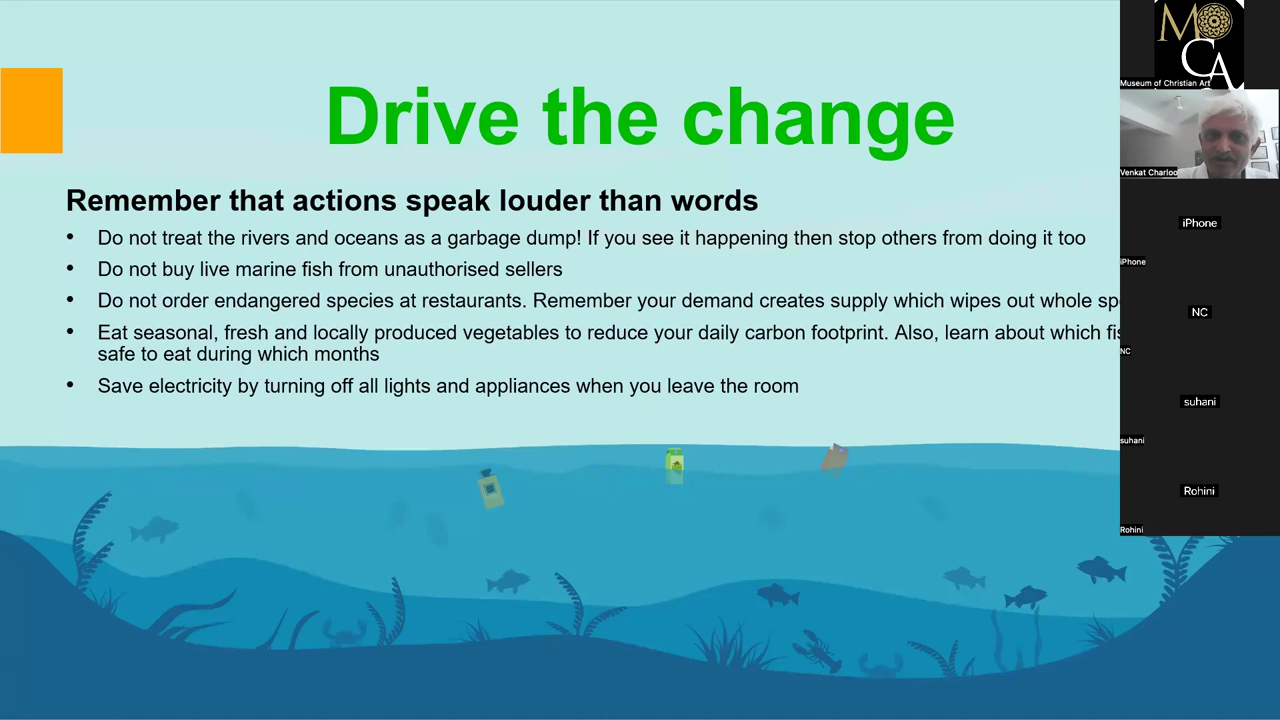 Drive the change
Remember that actions speak louder than words
• Do not treat the rivers and oceans as a garbage dump! If you see it happening then stop others from doing it too
• Do not buy live marine fish from unauthorised sellers
• Do not order endangered species at restaurants. Remember your demand creates supply which wipes out whole
• Eat seasonal, fresh and locally produced vegetables to reduce your daily carbon footprint. Also, learn about which
safe to eat during which months
• Save electricity by turning off all lights and appliances when you leave the room
MOCA
Museum of Christian Art
Venkat Charloo
iPhone
iPhone
NC
NC
suhani
suhani
Rohini
Rohini